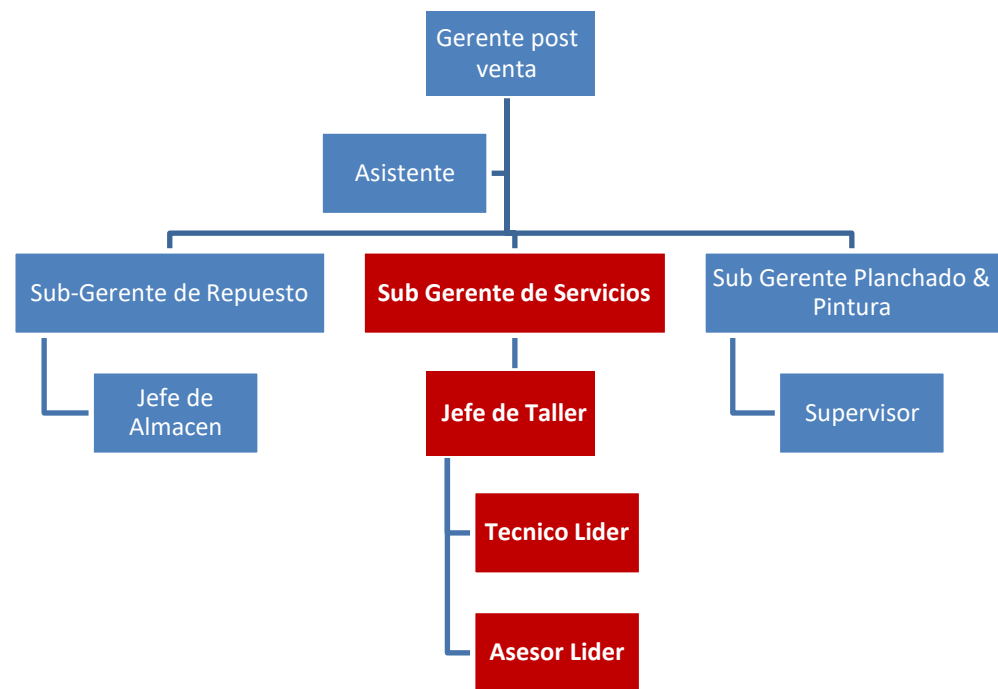 Gerente post
venta
Asistente
Sub-Gerente de Repuesto
Sub Gerente de Servicios
Sub Gerente Planchado &
Pintura
Jefe de
Almacen
Jefe de Taller
Supervisor
Tecnico Lider
Asesor Lider